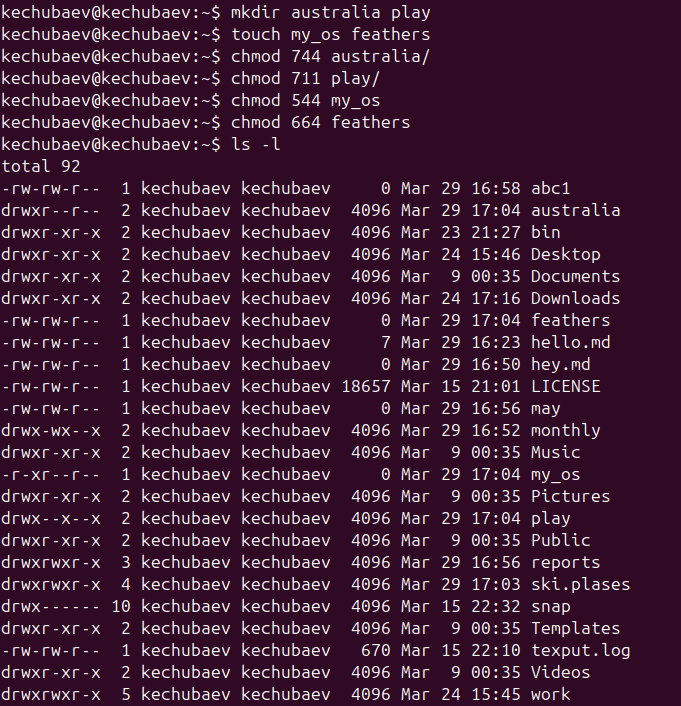 kechubaev@kechubaev:~$ mkdir australia play
kechubaev@kechubaev:~$ touch my_os feathers
kechubaev@kechubaev:~$ chmod 744 australia/
kechubaev@kechubaev:~$ chmod 711 play/
kechubaev@kechubaev:~$ chmod 544 my_os
kechubaev@kechubaev:~$ chmod 664 feathers
kechubaev@kechubaev:~$ ls -l
total 92
-rw-rw-r--  1 kechubaev kechubaev     0 Mar 29 16:58 abc1
drwxr--r--  2 kechubaev kechubaev  4096 Mar 29 17:04 australia
drwxr-xr-x  2 kechubaev kechubaev  4096 Mar 23 21:27 bin
drwxr-xr-x  2 kechubaev kechubaev  4096 Mar 24 15:46 Desktop
drwxr-xr-x  2 kechubaev kechubaev  4096 Mar  9 00:35 Documents
drwxr-xr-x  2 kechubaev kechubaev  4096 Mar 24 17:16 Downloads
-rw-rw-r--  1 kechubaev kechubaev     0 Mar 29 17:04 feathers
-rw-rw-r--  1 kechubaev kechubaev     7 Mar 29 16:23 hello.md
-rw-rw-r--  1 kechubaev kechubaev     0 Mar 29 16:50 hey.md
-rw-rw-r--  1 kechubaev kechubaev 18657 Mar 15 21:01 LICENSE
-rw-rw-r--  1 kechubaev kechubaev     0 Mar 29 16:56 may
drwx-wx--x  2 kechubaev kechubaev  4096 Mar 29 16:52 monthly
drwxr-xr-x  2 kechubaev kechubaev  4096 Mar  9 00:35 Music
-r-xr--r--  1 kechubaev kechubaev     0 Mar 29 17:04 my_os
drwxr-xr-x  2 kechubaev kechubaev  4096 Mar  9 00:35 Pictures
drwx--x--x  2 kechubaev kechubaev  4096 Mar 29 17:04 play
drwxr-xr-x  2 kechubaev kechubaev  4096 Mar  9 00:35 Public
drwxrwxr-x  3 kechubaev kechubaev  4096 Mar 29 16:56 reports
drwxrwxr-x  4 kechubaev kechubaev  4096 Mar 29 17:03 ski.plases
drwx------ 10 kechubaev kechubaev  4096 Mar 15 22:32 snap
drwxr-xr-x  2 kechubaev kechubaev  4096 Mar  9 00:35 Templates
-rw-rw-r--  1 kechubaev kechubaev   670 Mar 15 22:10 texput.log
drwxr-xr-x  2 kechubaev kechubaev  4096 Mar  9 00:35 Videos
drwxrwxr-x  5 kechubaev kechubaev  4096 Mar 24 15:45 work